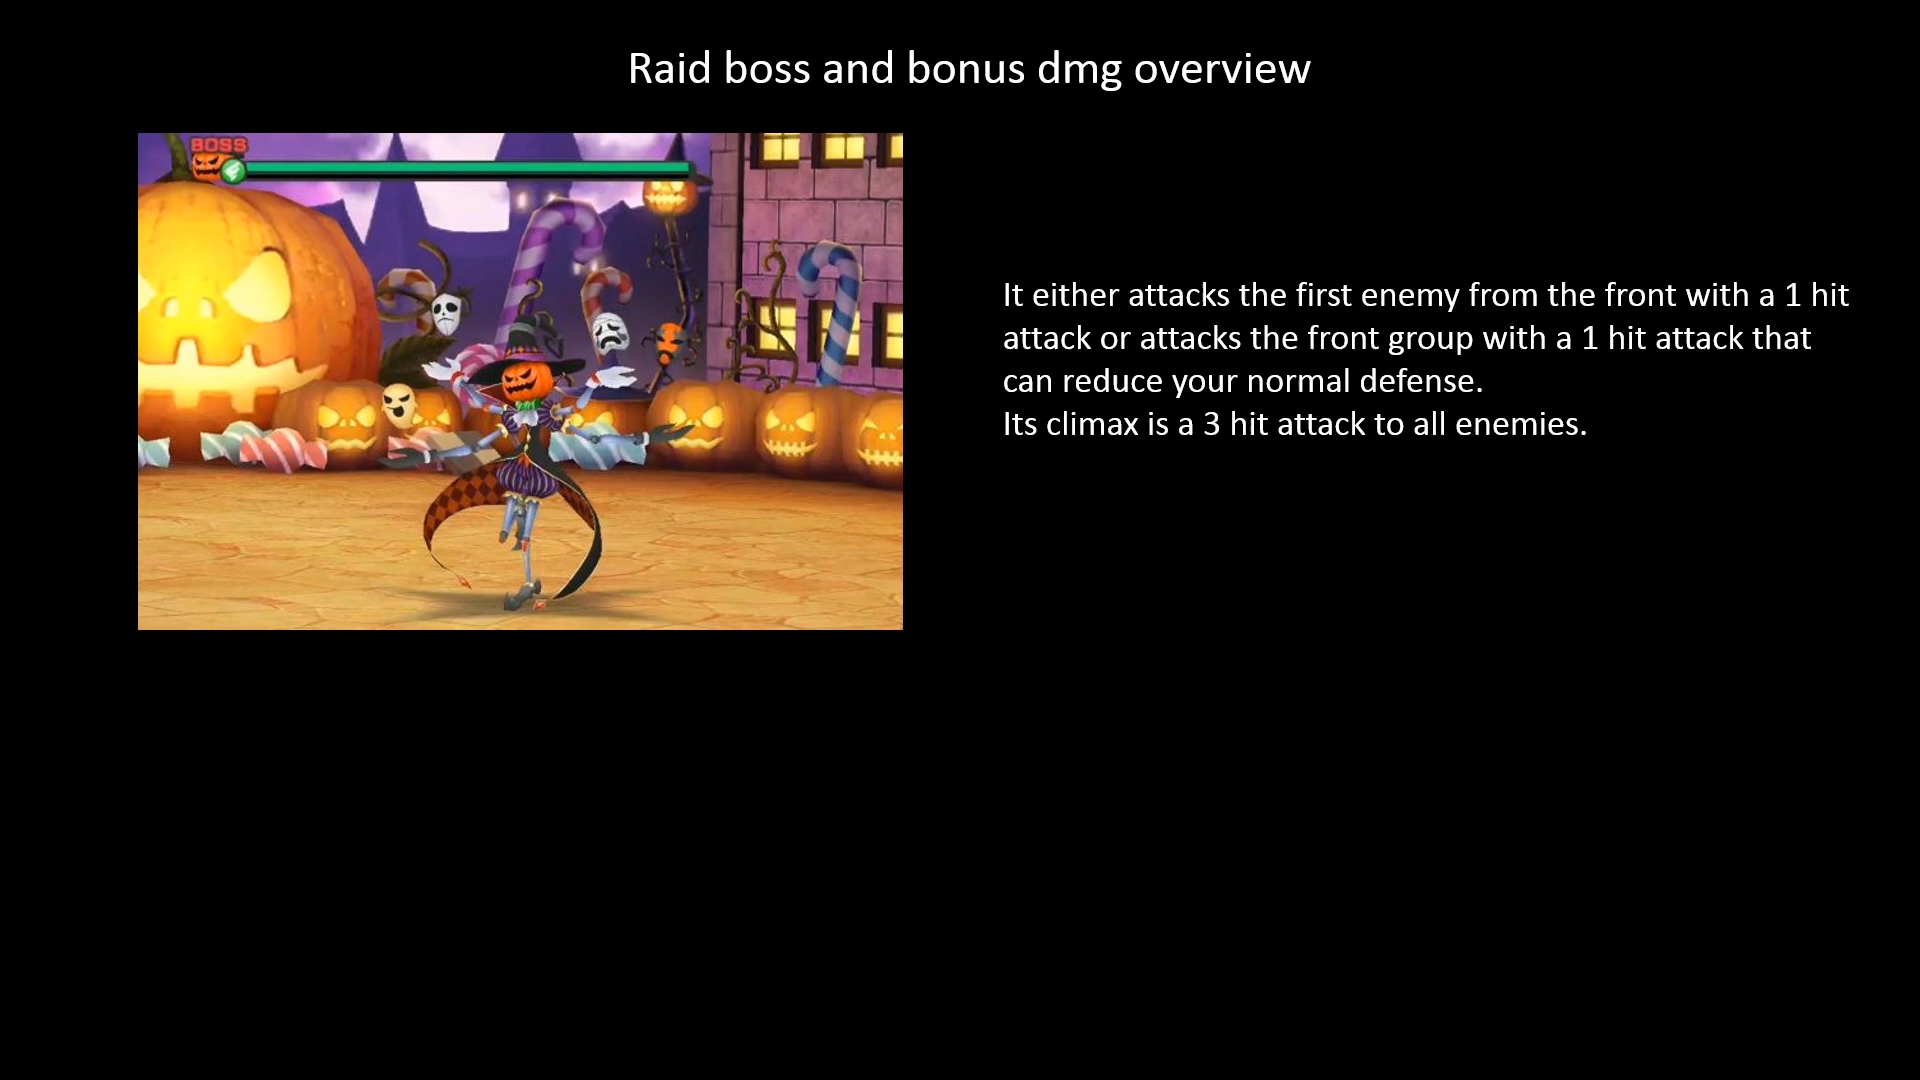 Raid boss and bonus dmg overview
BOSS
It either attacks the first enemy from the front with a 1 hit
attack or attacks the front group with a 1 hit attack that
can reduce your normal defense.
Its climax is a 3 hit attack to all enemies.